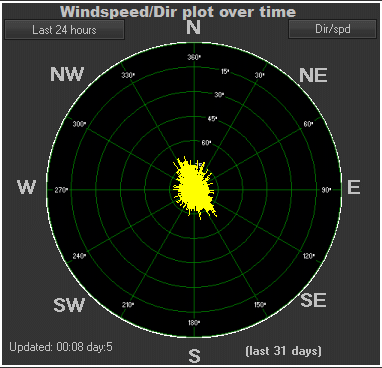 Windspeed/Dir plot over time
Last 24 hours
N
Dir/spd
NW
NE
360°
330°
15°
30°
30°
300°
45°
60°
60°
W
270°
90°
E
240°
120°
SW
210°
150°
SE
180°
Updated: 00:08 day:5
S
(last 31 days)